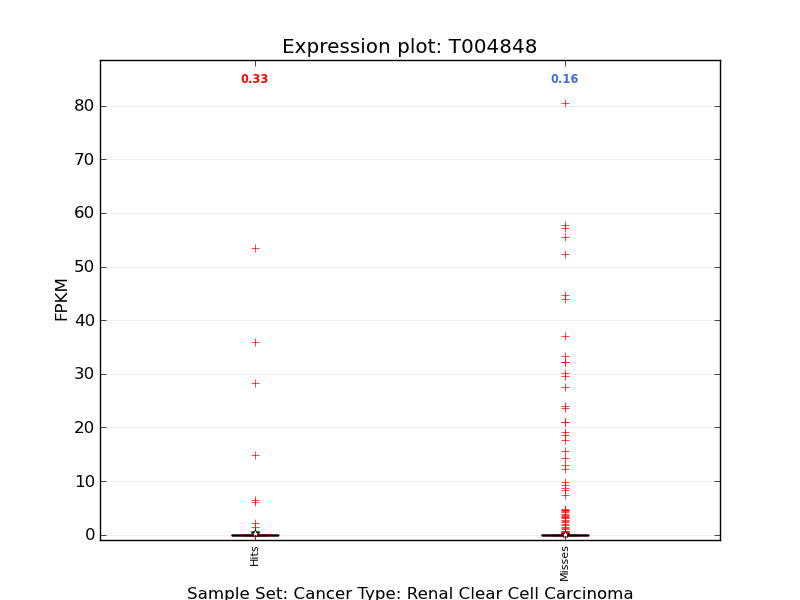 Expression plot: T004848
0.33
0.16
80
70
60
50
40
30
20
10
0
FPKM
Hits
Misses
Sample Set: Cancer Type: Renal Clear Cell Carcinoma